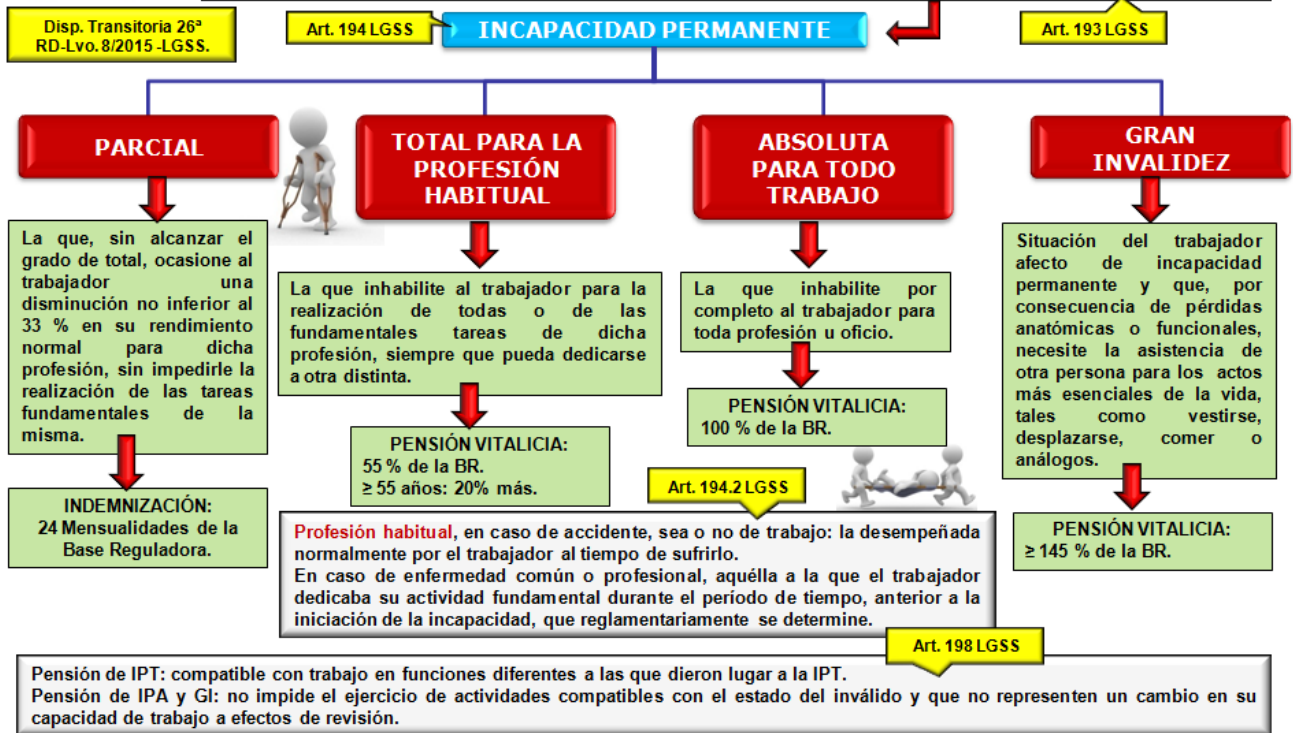 Disp. Transitoria 26ª
RD-Lvo. 8/2015 -LGSS.
Art. 194 LGSS
INCAPACIDAD PERMANENTE
Art. 193 LGSS
PARCIAL
La que, sin alcanzar el
grado de total, ocasione al
trabajador una
disminución no inferior al
33 % en su rendimiento
normal para dicha
profesión, sin impedirle la
realización de las tareas
fundamentales de la
misma.
INDEMNIZACIÓN:
24 Mensualidades de la
Base Reguladora.
TOTAL PARA LA
PROFESIÓN
HABITUAL
La que inhabilite al trabajador para la
realización de todas o de las
fundamentales tareas de dicha
profesión, siempre que pueda dedicarse
a otra distinta.
PENSIÓN VITALICIA:
55 % de la BR.
≥ 55 años: 20% más.
ABSOLUTA
PARA TODO
TRABAJO
La que inhabilite por
completo al trabajador para
toda profesión u oficio.
PENSIÓN VITALICIA:
100 % de la BR.
GRAN
INVALIDEZ
Situación del trabajador
afecto de incapacidad
permanente y que, por
consecuencia de pérdidas
anatómicas o funcionales,
necesite la asistencia de
otra persona para los actos
más esenciales de la vida,
tales como vestirse,
desplazarse, comer o
análogos.
PENSIÓN VITALICIA:
≥ 145 % de la BR.
Art. 194.2 LGSS
Profesión habitual, en caso de accidente, sea o no de trabajo: la desempeñada
normalmente por el trabajador al tiempo de sufrirlo.
En caso de enfermedad común o profesional, aquélla a la que el trabajador
dedicaba su actividad fundamental durante el período de tiempo, anterior a la
iniciación de la incapacidad, que reglamentariamente se determine.
Art. 198 LGSS
Pensión de IPT: compatible con trabajo en funciones diferentes a las que dieron lugar a la IPT.
Pensión de IPA y GI: no impide el ejercicio de actividades compatibles con el estado del inválido y que no representen un cambio en su
capacidad de trabajo a efectos de revisión.